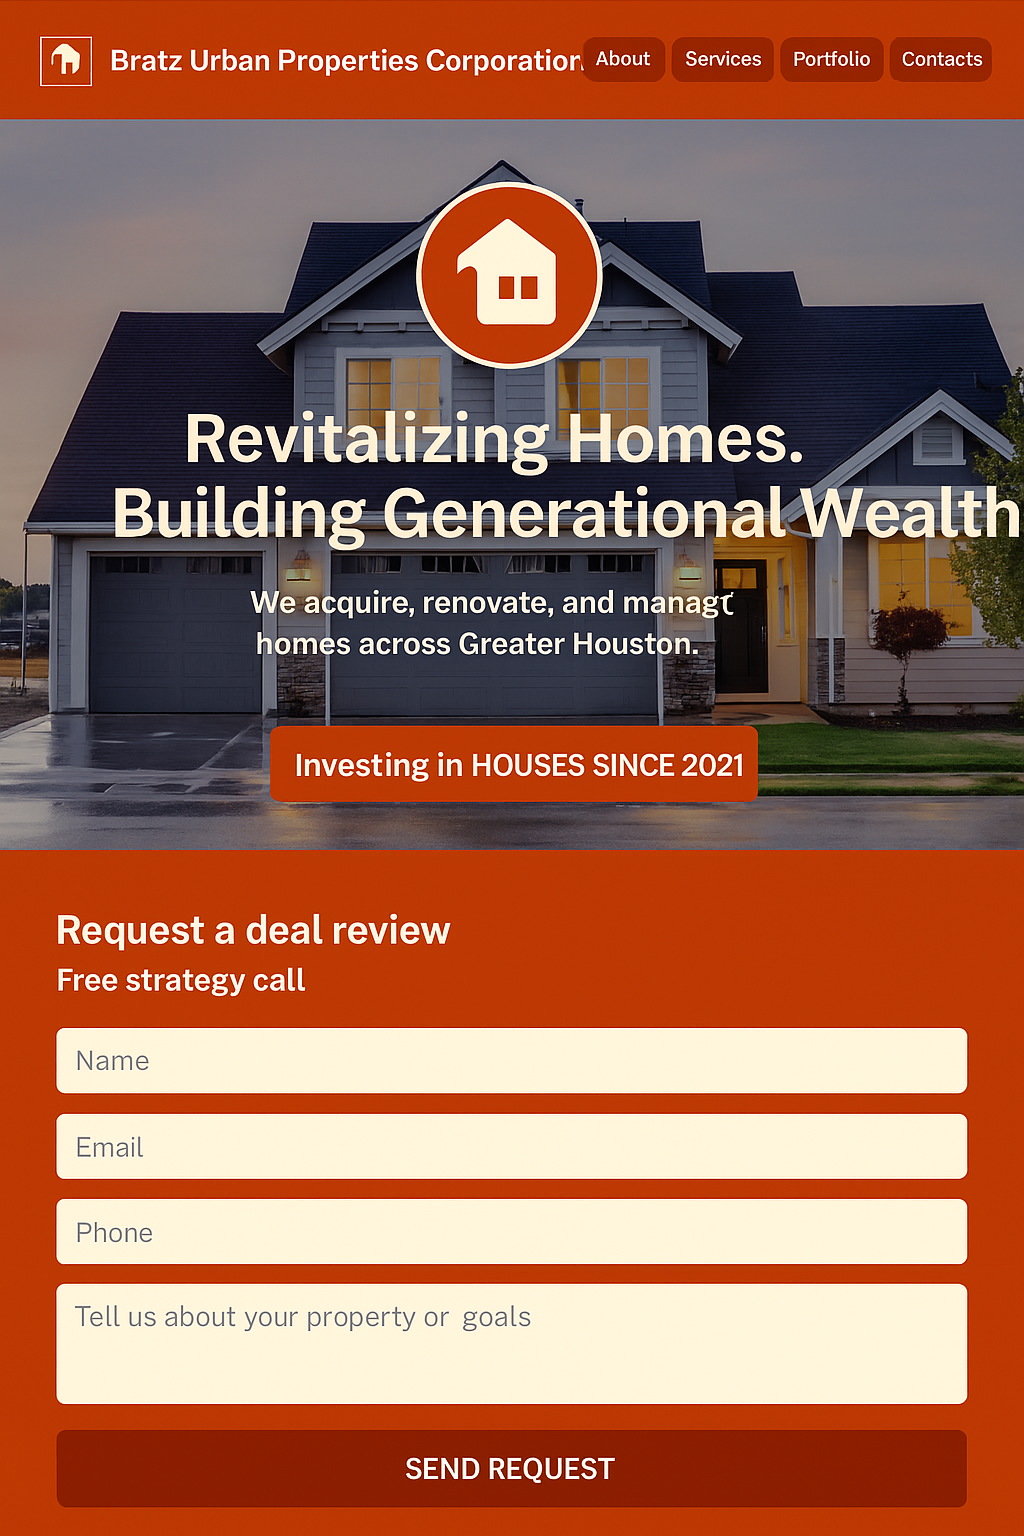 Bratz Urban Properties Corporation
About
Services
Portfolio
Contacts
Revitalizing Homes.
Building Generational Wealth
We acquire, renovate, and manag
homes across Greater Houston.
Investing in HOUSES SINCE 2021
Request a deal review
Free strategy call
Name
Email
Phone
Tell us about your property or goals
SEND REQUEST